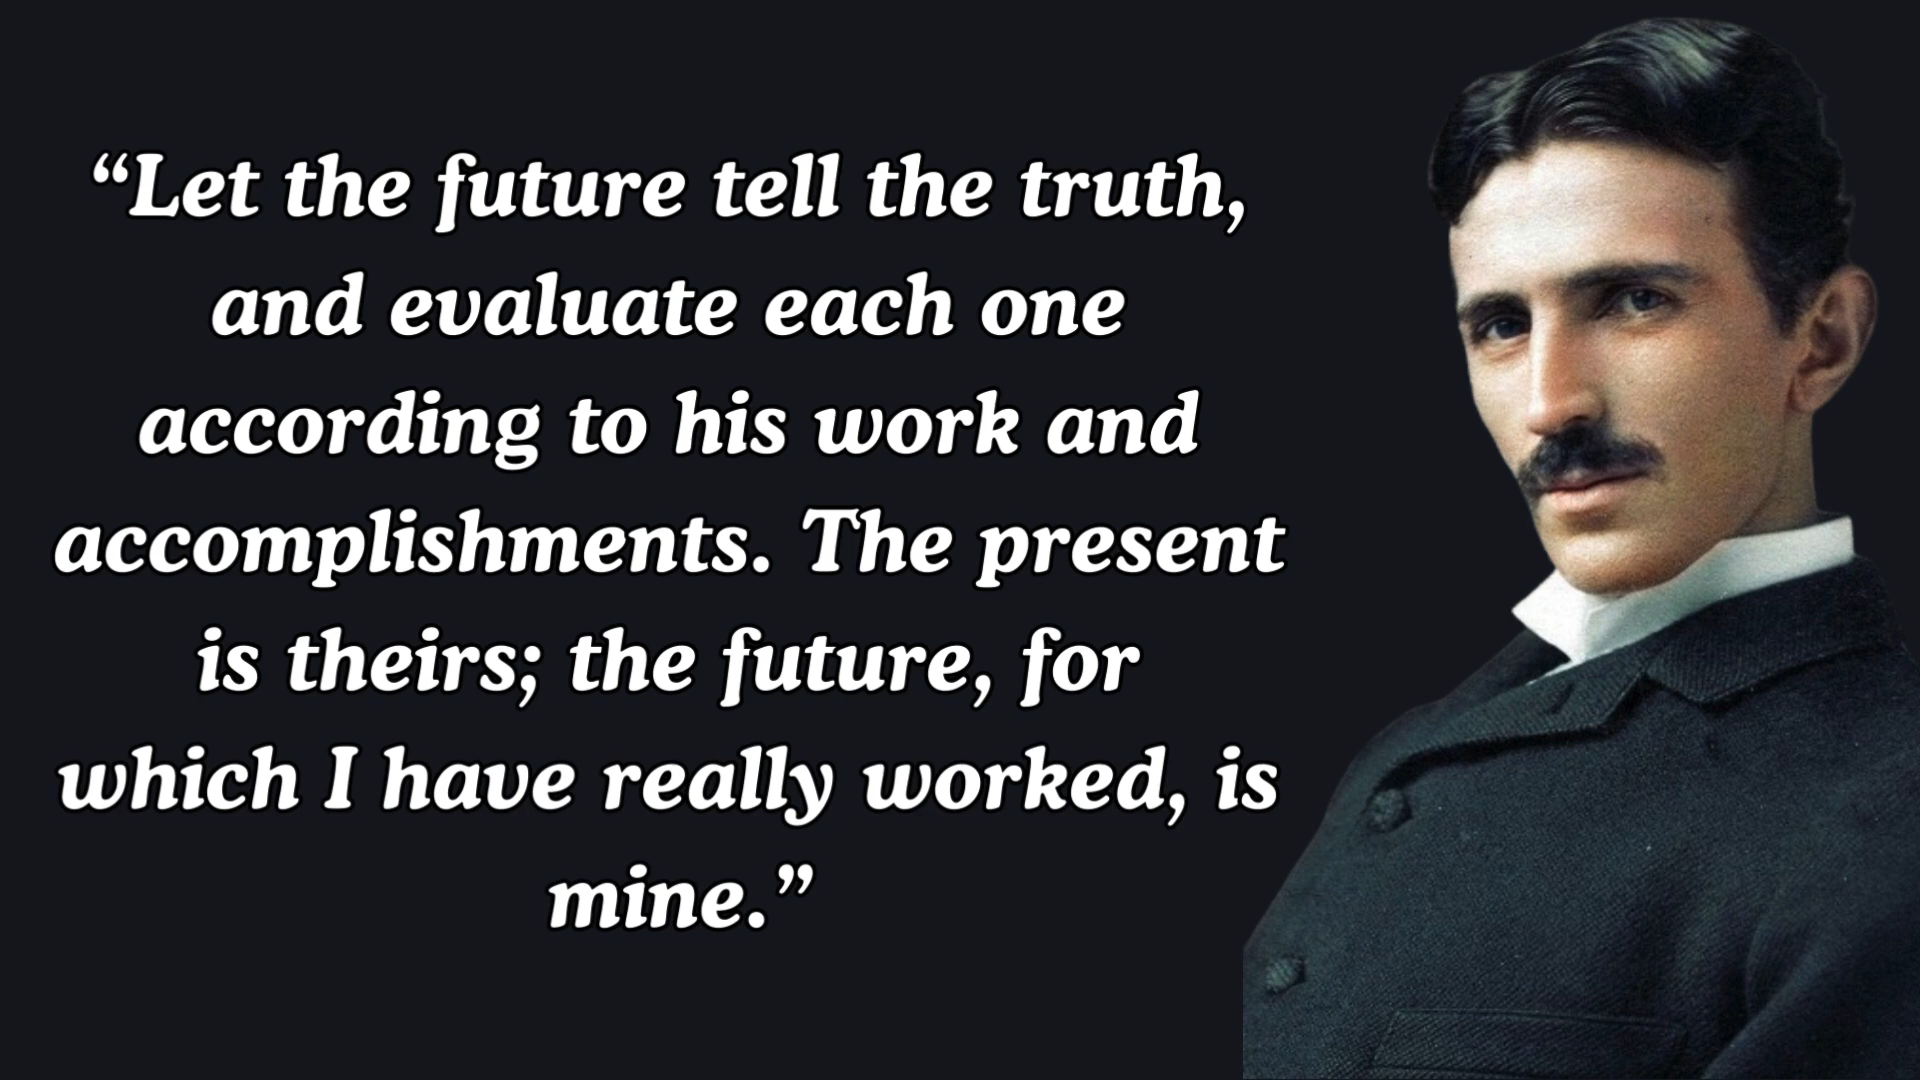 “Let the future tell the truth,
and evaluate each one
according to his work and
accomplishments. The present
is theirs; the future, for
which I have really worked, is
mine.”